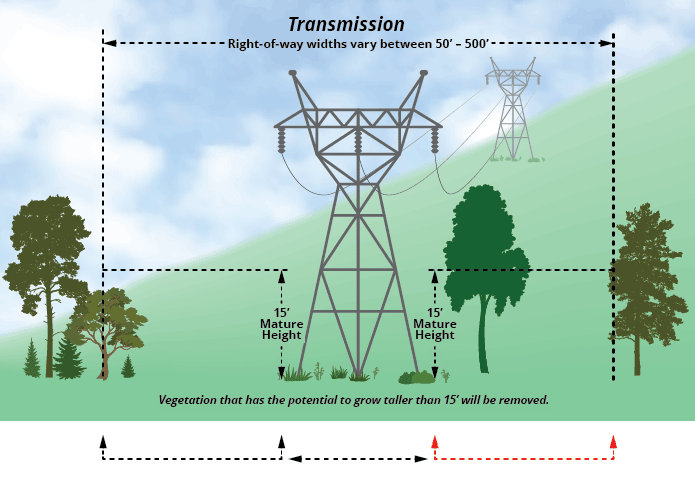 Transmission
Right-of-way widths vary between 50’ – 500’
15’
Mature
Height
15’
Mature
Height
Vegetation that has the potential to grow taller than 15’ will be removed.